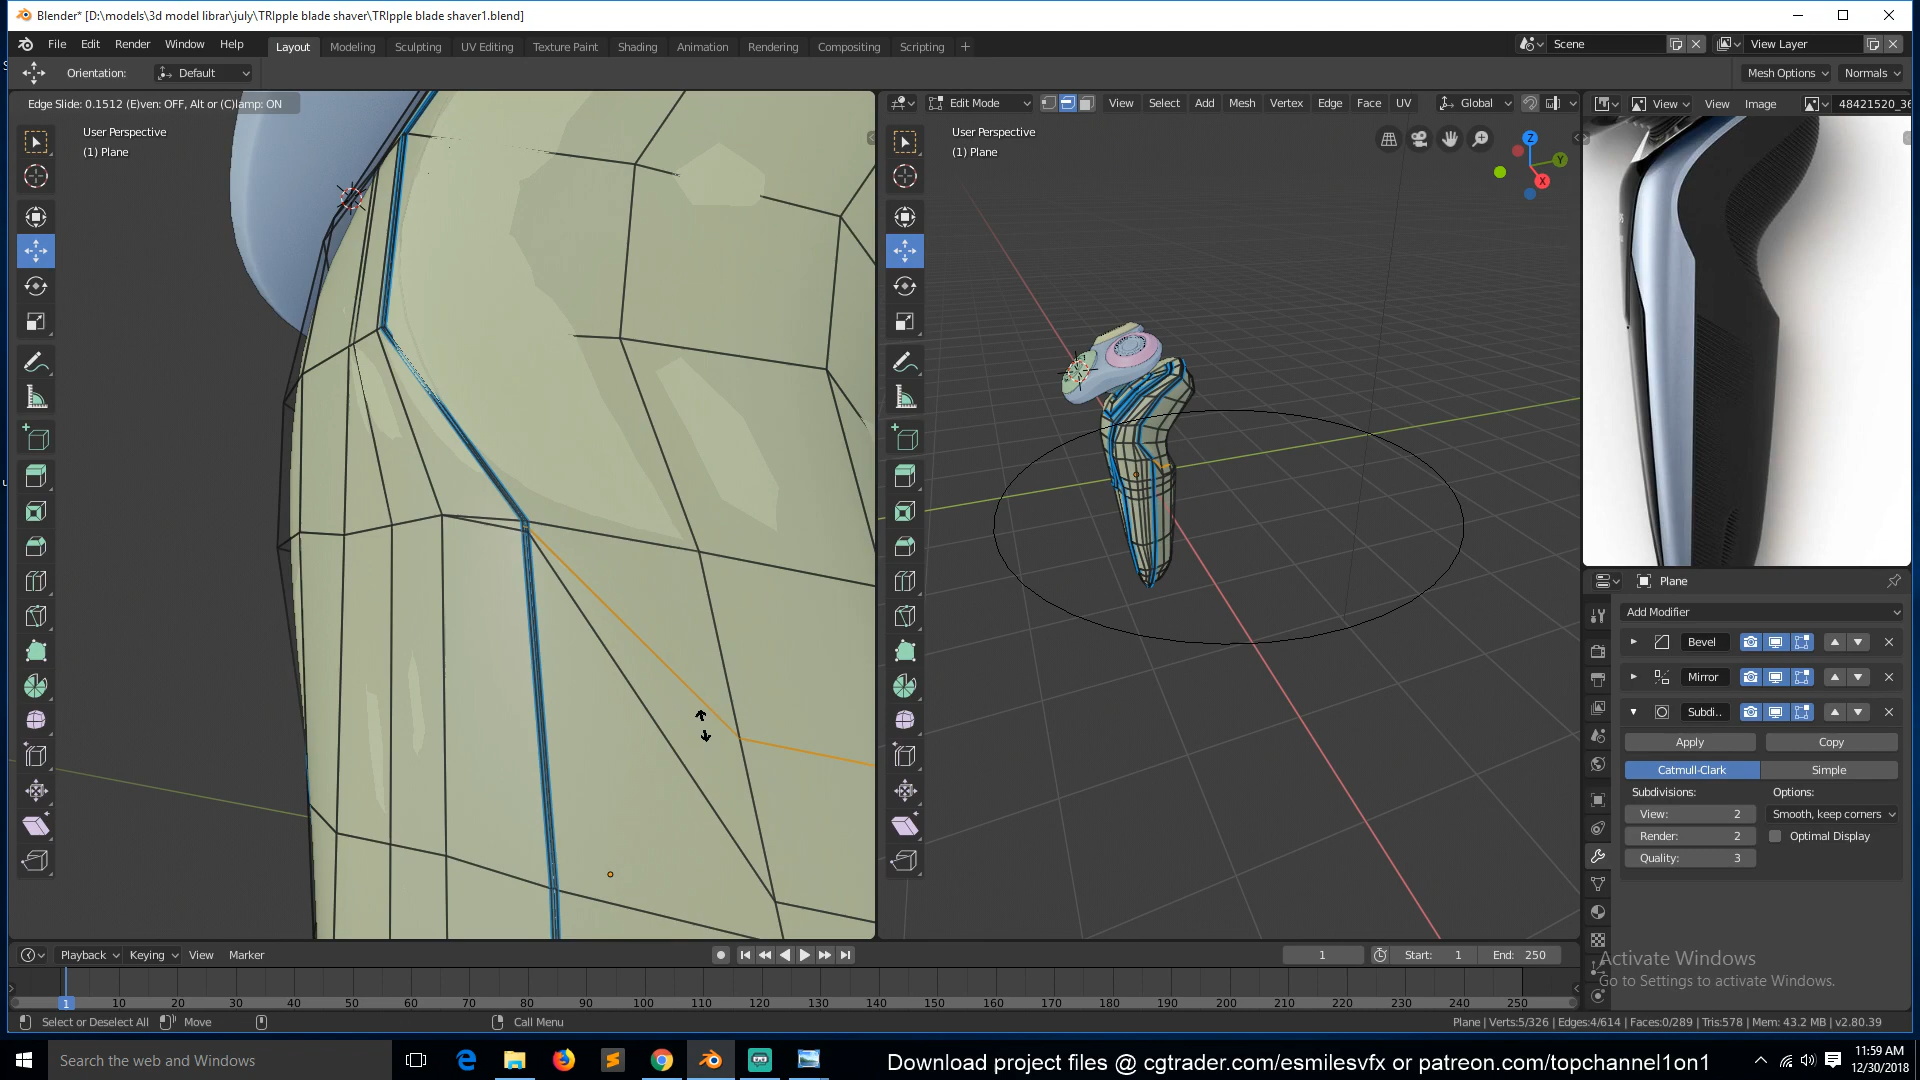 Blender* [D:\models\3d model librar\july\TRIpple blade shaver\TRIpple blade shaver1.blend]
File Edit Render Window Help Layout Modeling Sculpting UV Editing Texture Paint Shading Animation Rendering Compositing Scripting Scene View Layer
Orientation: Default Mesh Options Normals
Edge Slide: 0.1512 (E)ven: OFF, Alt or (C)lamp: ON
Edit Mode View Select Add Mesh Vertex Edge Face UV Global
View View Image 48421520_36
User Perspective
(1) Plane
User Perspective
(1) Plane
Z
Y
X
Plane
Add Modifier
Bevel
Mirror
Subdi..
Apply Copy
Catmull-Clark Simple
Subdivisions: Options:
View: 2 Smooth, keep corners
Render: 2 Optimal Display
Quality: 3
Activate Windows
Go to Settings to activate Windows.
Playback Keying View Marker 1 Start: 1 End: 250
1 10 20 30 40 50 60 70 80 90 100 110 120 130 140 150 160 170 180 190 200 210 220 230 240 250
Select or Deselect All Move Call Menu Plane | Verts:5/326 | Edges:4/614 | Faces:0/289 | Tris:578 | Mem: 43.2 MB | v2.80.39
Search the web and Windows
Download project files @ cgtrader.com/esmilesvfx or patreon.com/topchannel1on1
11:59 AM
12/30/2018